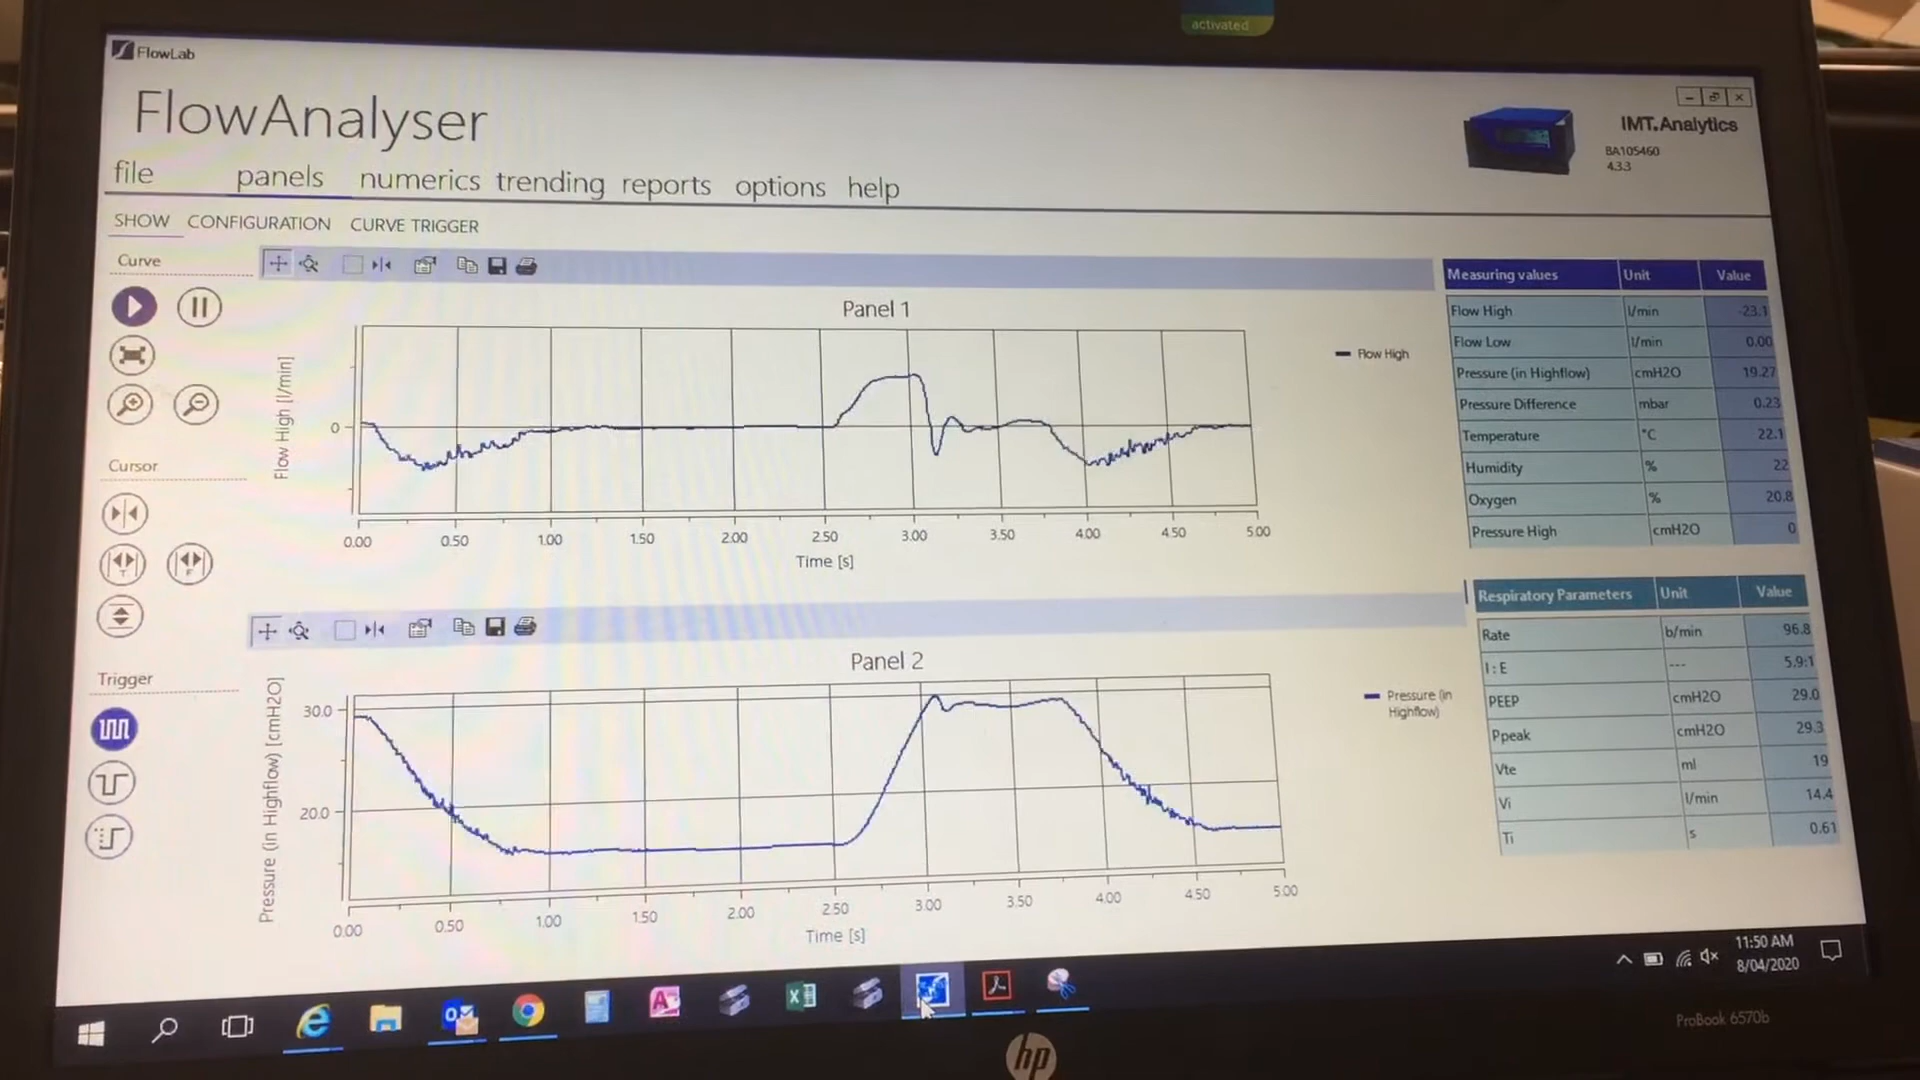 activated
FlowLab
FlowAnalyser
IMT.Analytics
BA105460
4.3.3
file panels numerics trending reports options help
SHOW CONFIGURATION CURVE TRIGGER
Curve
Cursor
Trigger
Panel 1
Flow High [l/min]
0
Flow High
0.00 0.50 1.00 1.50 2.00 2.50 3.00 3.50 4.00 4.50 5.00
Time [s]
Panel 2
Pressure (in Highflow) [cmH2O]
30.0
20.0
Pressure (in
Highflow)
0.00 0.50 1.00 1.50 2.00 2.50 3.00 3.50 4.00 4.50 5.00
Time [s]
Measuring values Unit Value
Flow High l/min -23.1
Flow Low l/min 0.00
Pressure (in Highflow) cmH2O 19.27
Pressure Difference mbar 0.23
Temperature °C 22.1
Humidity % 22
Oxygen % 20.8
Pressure High cmH2O 0
Respiratory Parameters Unit Value
Rate b/min 96.8
I : E --- 5.9:1
PEEP cmH2O 29.0
Ppeak cmH2O 29.3
Vte ml 19
Vi l/min 14.4
Ti s 0.61
11:50 AM
8/04/2020
ProBook 6570b
hp